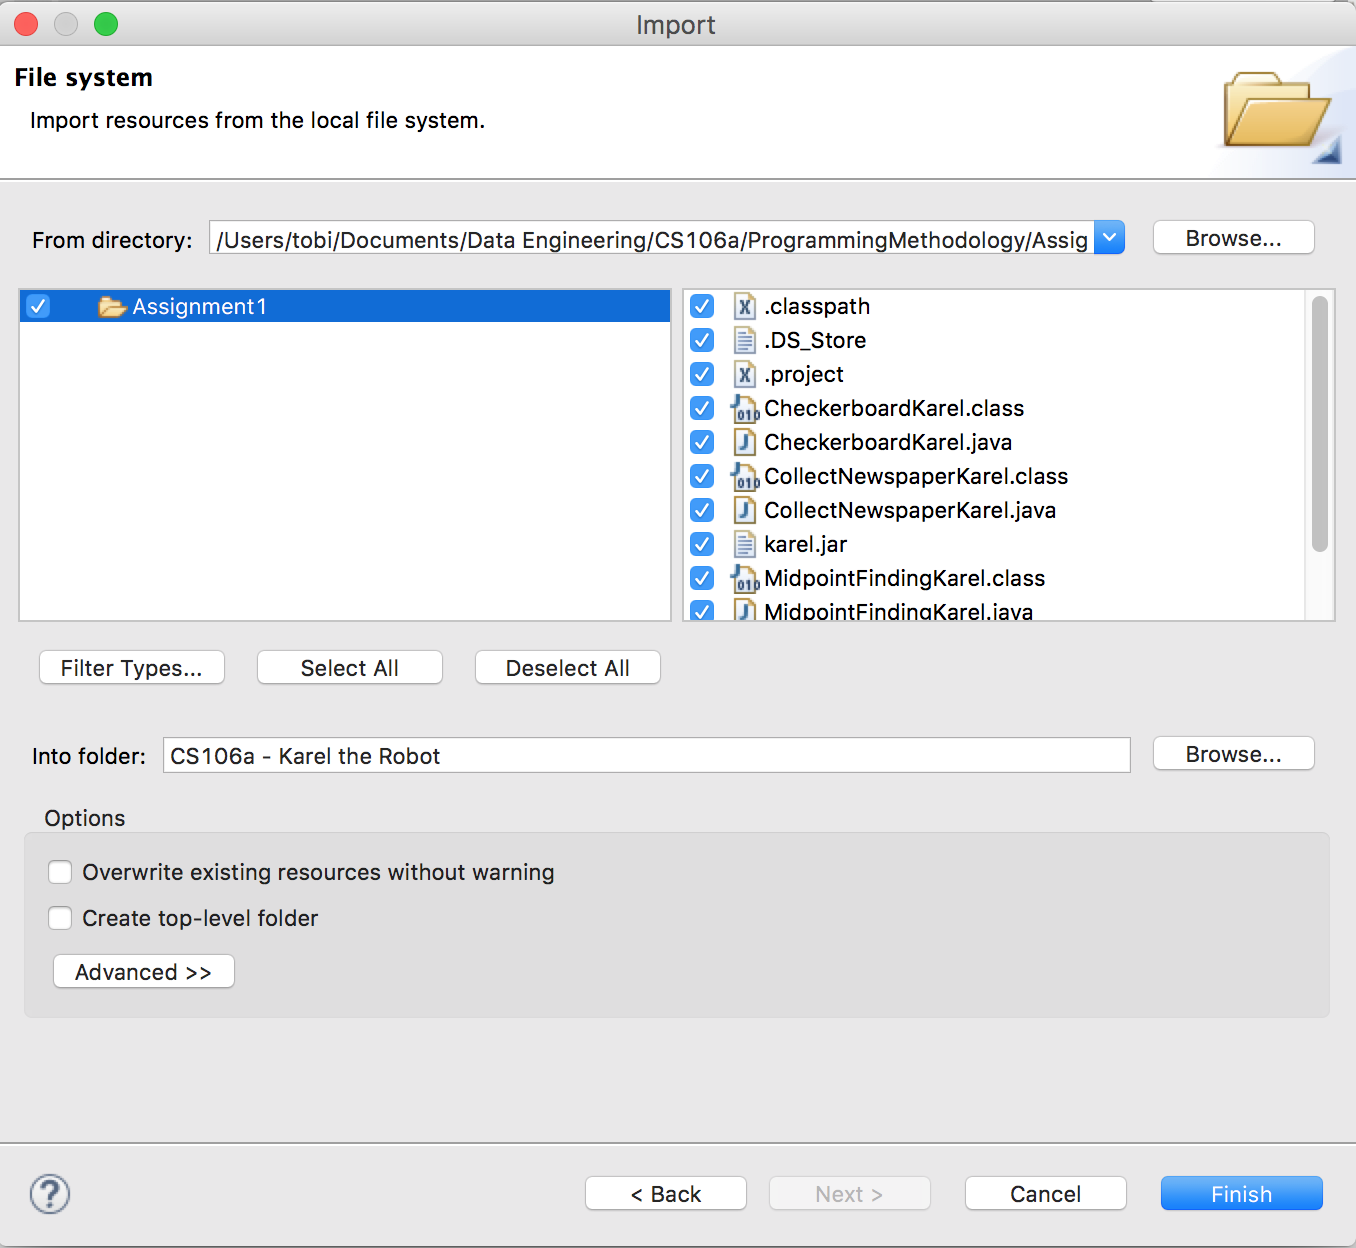 Import
File system
Import resources from the local file system.
From directory: /Users/tobi/Documents/Data Engineering/CS106a/ProgrammingMethodology/Assig Browse...
Assignment1
.classpath
.DS_Store
.project
CheckerboardKarel.class
CheckerboardKarel.java
CollectNewspaperKarel.class
CollectNewspaperKarel.java
karel.jar
MidpointFindingKarel.class
MidpointFindingKarel.java
Filter Types... Select All Deselect All
Into folder: CS106a - Karel the Robot Browse...
Options
Overwrite existing resources without warning
Create top-level folder
Advanced >>
? < Back Next > Cancel Finish